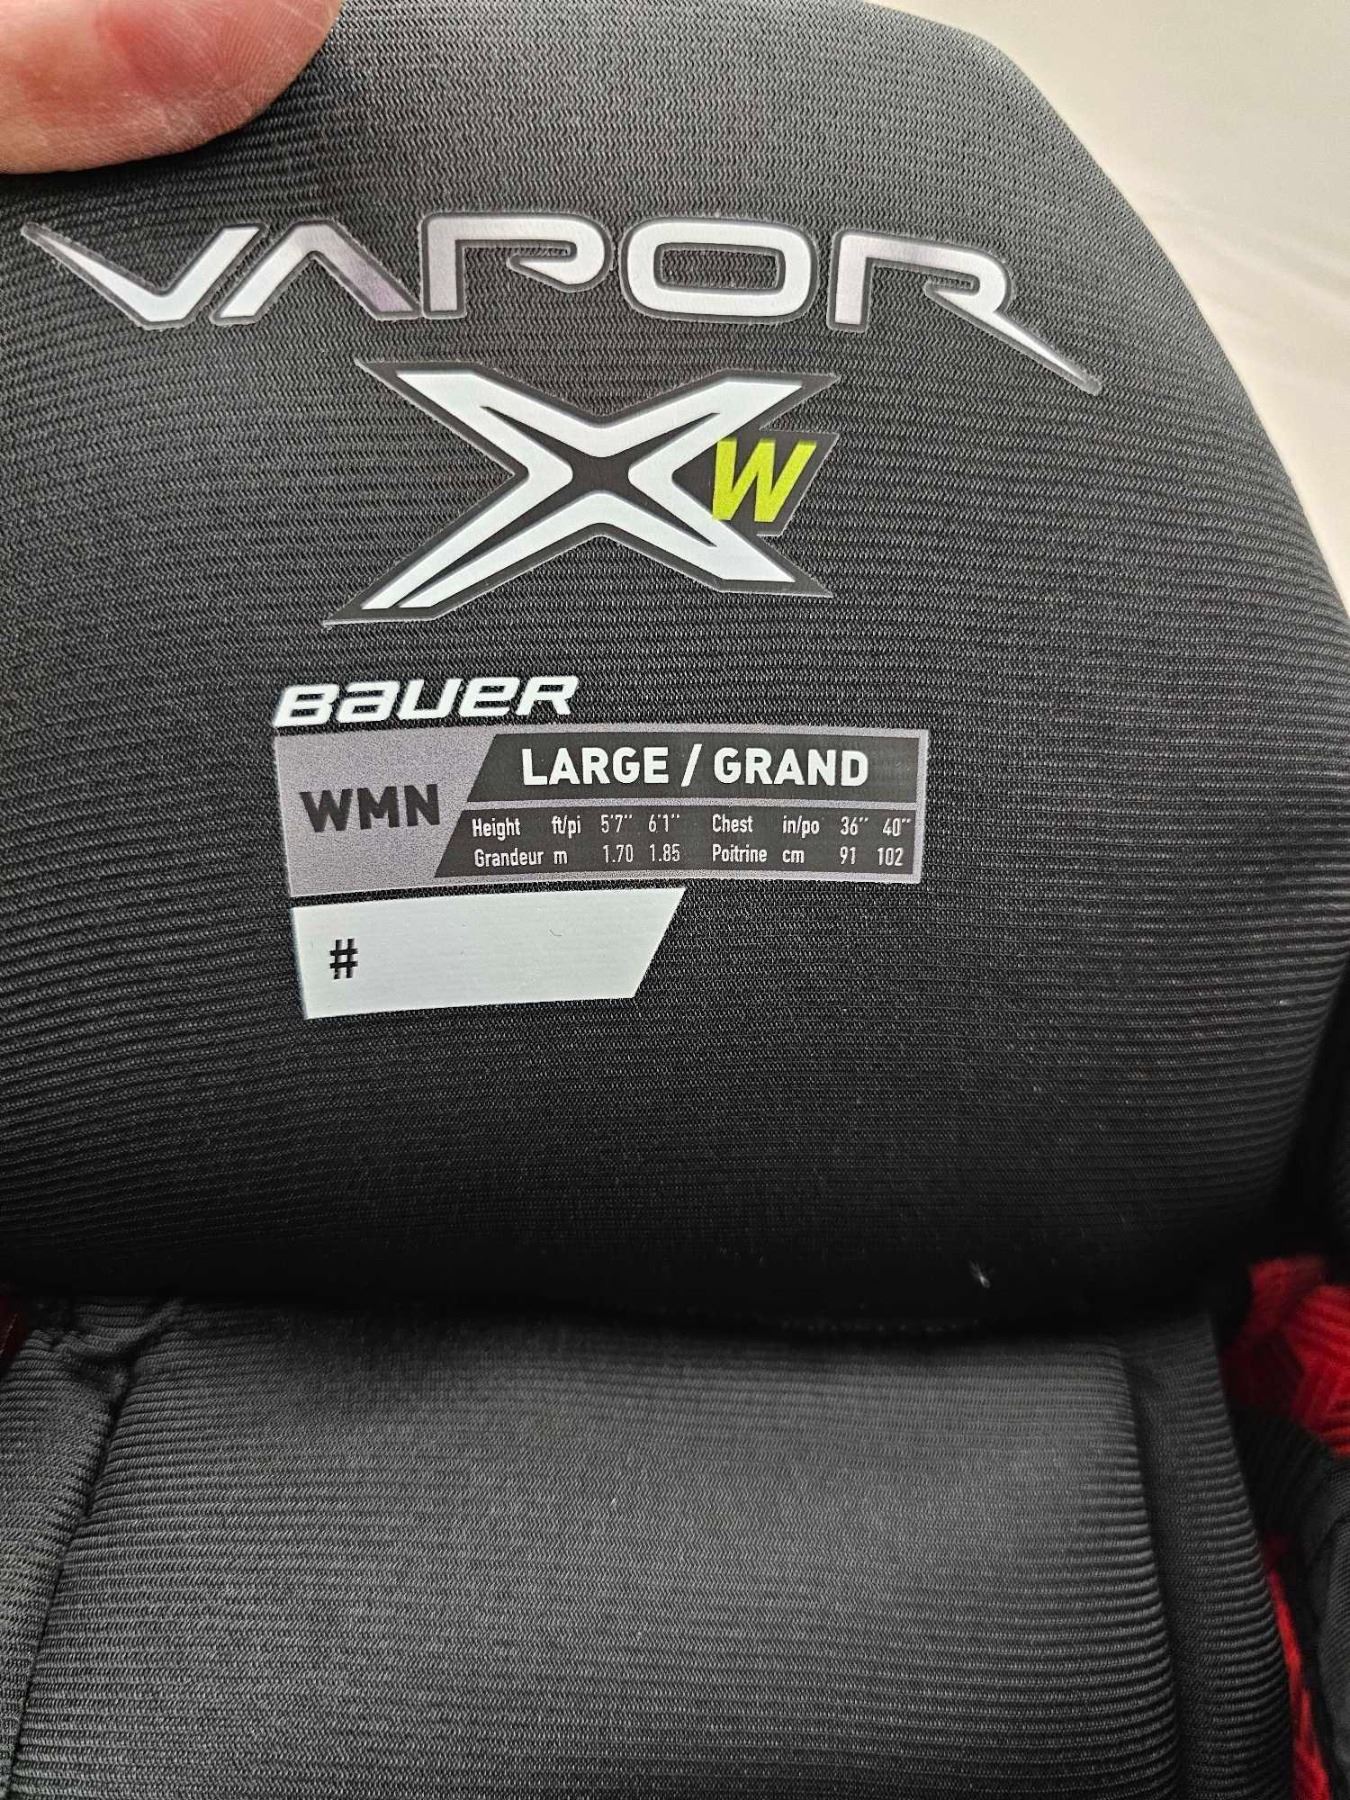 VAPOR
XW
BAUER
WMN
LARGE / GRAND
Height ft/pi 5'7" 6'1" Chest in/po 36" 40"
Grandeur m 1.70 1.85 Poitrine cm 91 102
#